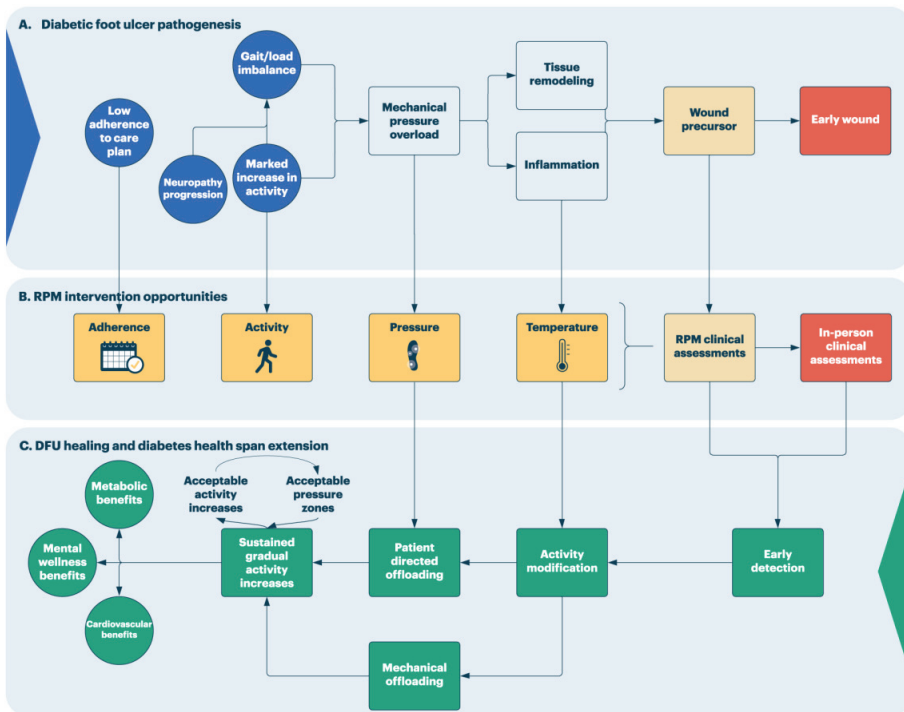 A. Diabetic foot ulcer pathogenesis
Gait/load
imbalance
Low
adherence
to care
plan
Neuropathy
progression
Marked
increase in
activity
Mechanical
pressure
overload
Tissue
remodeling
Inflammation
Wound
precursor
Early wound
B. RPM intervention opportunities
Adherence
Activity
Pressure
Temperature
RPM clinical
assessments
In-person
clinical
assessments
C. DFU healing and diabetes health span extension
Metabolic
benefits
Mental
wellness
benefits
Cardiovascular
benefits
Acceptable
activity
increases
Acceptable
pressure
zones
Sustained
gradual
activity
increases
Patient
directed
offloading
Activity
modification
Early
detection
Mechanical
offloading